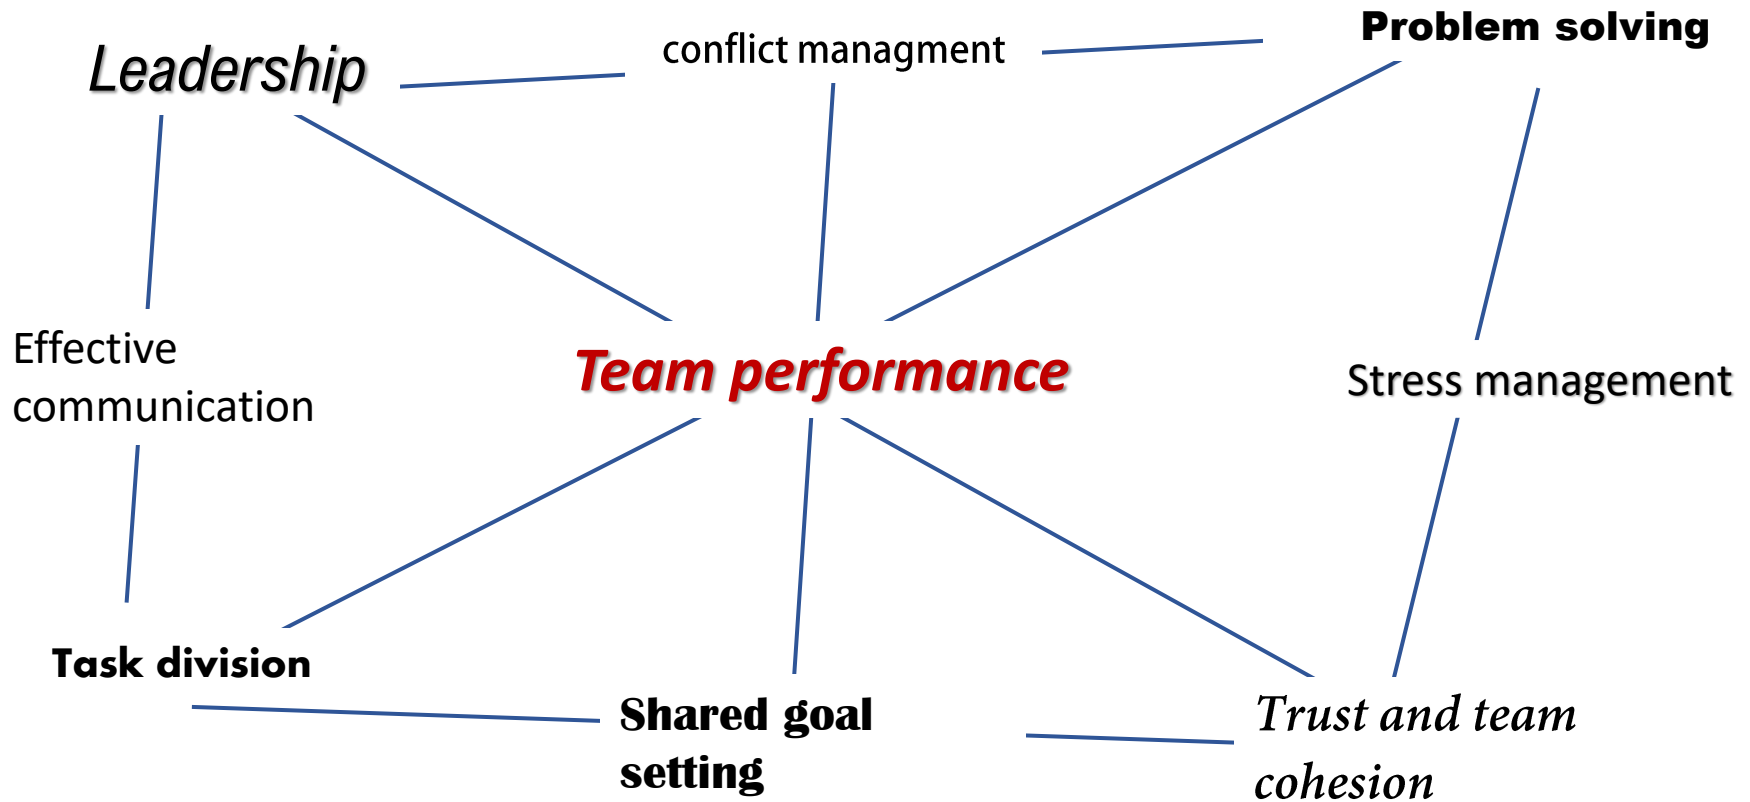 Leadership
conflict managment
Problem solving
Effective
communication
Team performance
Stress management
Task division
Shared goal
setting
Trust and team
cohesion